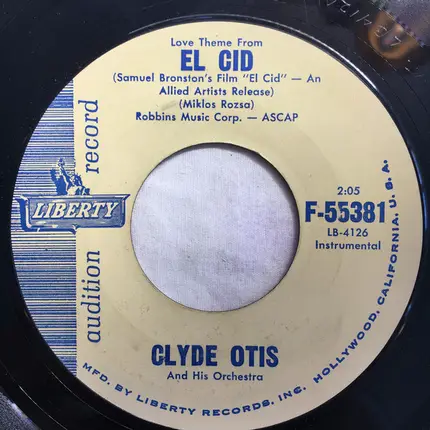 Love Theme From
EL CID
(Samuel Bronston's Film "El Cid" — An
Allied Artists Release)
(Miklos Rozsa)
Robbins Music Corp. — ASCAP
audition record
LIBERTY
2:05
F-55381
LB-4126
Instrumental
CLYDE OTIS
And His Orchestra
MFD. BY LIBERTY RECORDS, INC. HOLLYWOOD, CALIFORNIA, U.S.A.